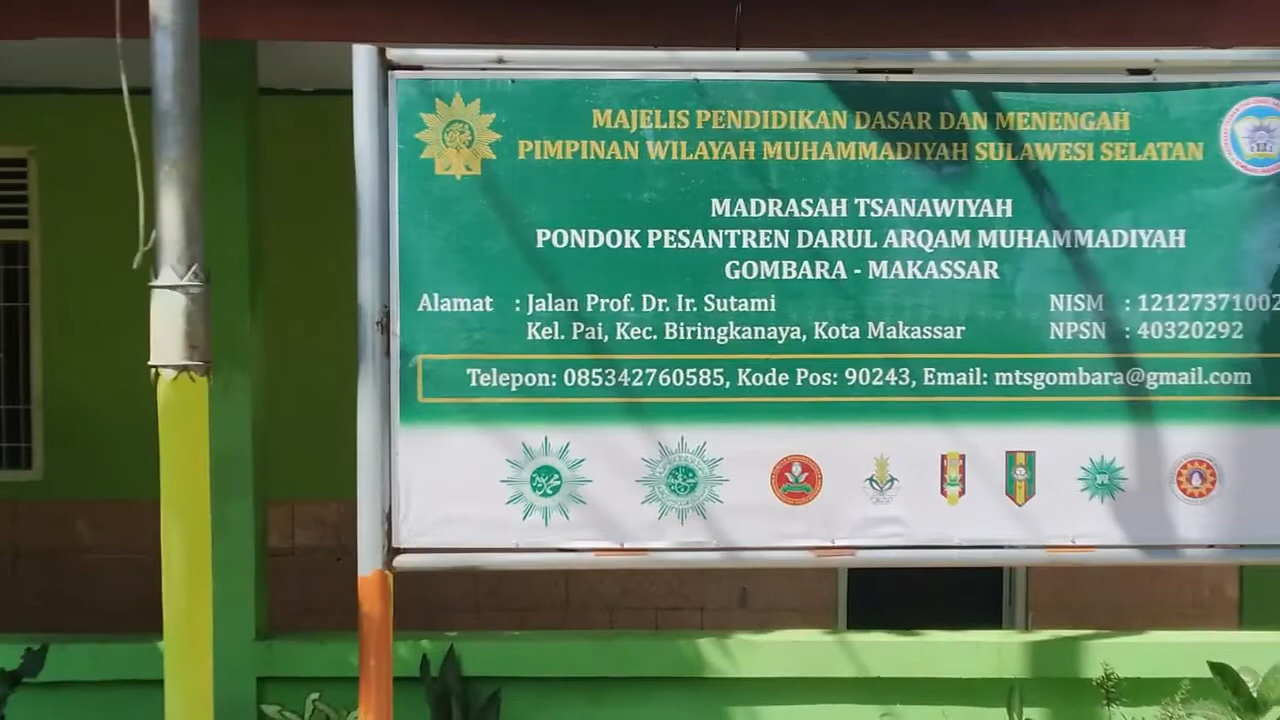 MAJELIS PENDIDIKAN DASAR DAN MENENGAH
PIMPINAN WILAYAH MUHAMMADIYAH SULAWESI SELATAN
MADRASAH TSANAWIYAH
PONDOK PESANTREN DARUL ARQAM MUHAMMADIYAH
GOMBARA - MAKASSAR
Alamat : Jalan Prof. Dr. Ir. Sutami
Kel. Pai, Kec. Biringkanaya, Kota Makassar
NISM : 12127371002
NPSN : 40320292
Telepon: 085342760585, Kode Pos: 90243, Email: mtsgombara@gmail.com